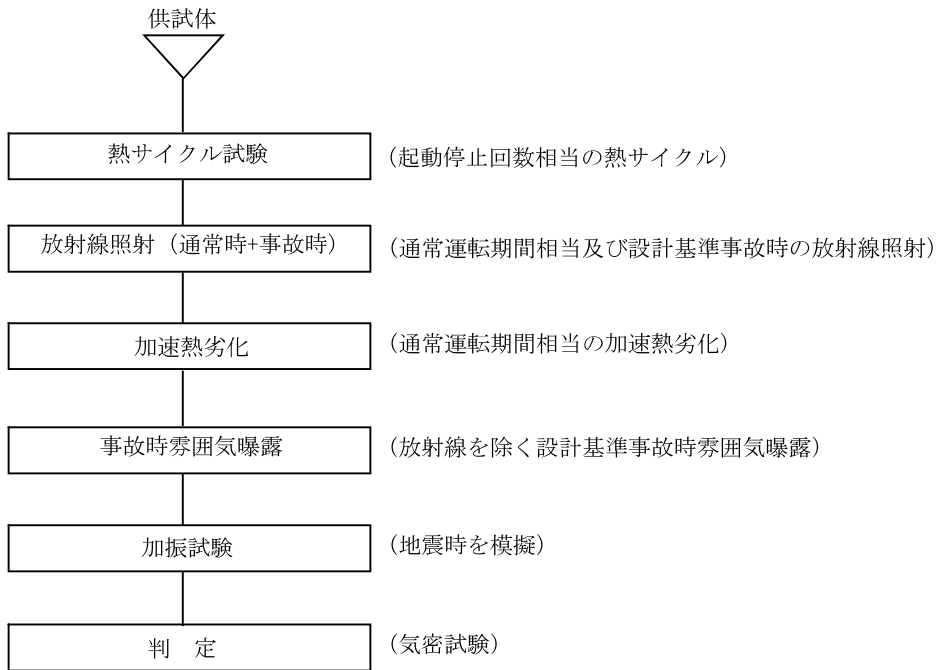 供試体
熱サイクル試験 (起動停止回数相当の熱サイクル)
放射線照射（通常時+事故時） (通常運転期間相当及び設計基準事故時の放射線照射)
加速熱劣化 (通常運転期間相当の加速熱劣化)
事故時雰囲気曝露 (放射線を除く設計基準事故時雰囲気曝露)
加振試験 (地震時を模擬)
判　定 (気密試験)